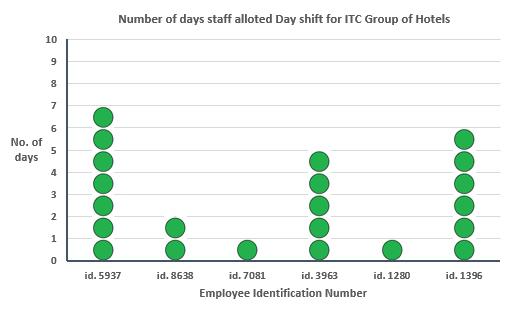 Number of days staff alloted Day shift for ITC Group of Hotels
10
9
8
7
6
5
4
3
2
1
0
No. of
days
id. 5937 id. 8638 id. 7081 id. 3963 id. 1280 id. 1396
Employee Identification Number